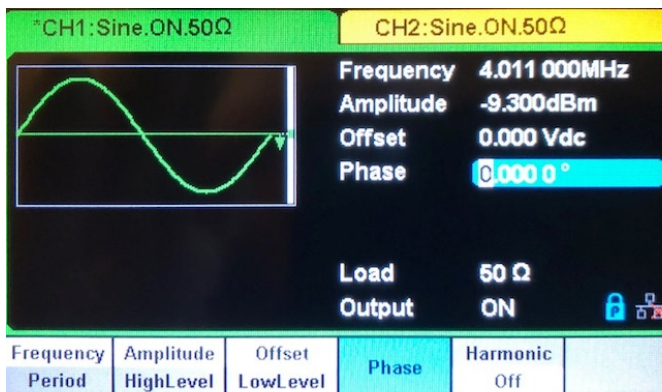 *CH1:Sine.ON.50Ω CH2:Sine.ON.50Ω
Frequency 4.011 000MHz
Amplitude -9.300dBm
Offset 0.000 Vdc
Phase 0.000 0 °
Load 50 Ω
Output ON
Frequency Amplitude Offset Phase Harmonic
Period HighLevel LowLevel Off